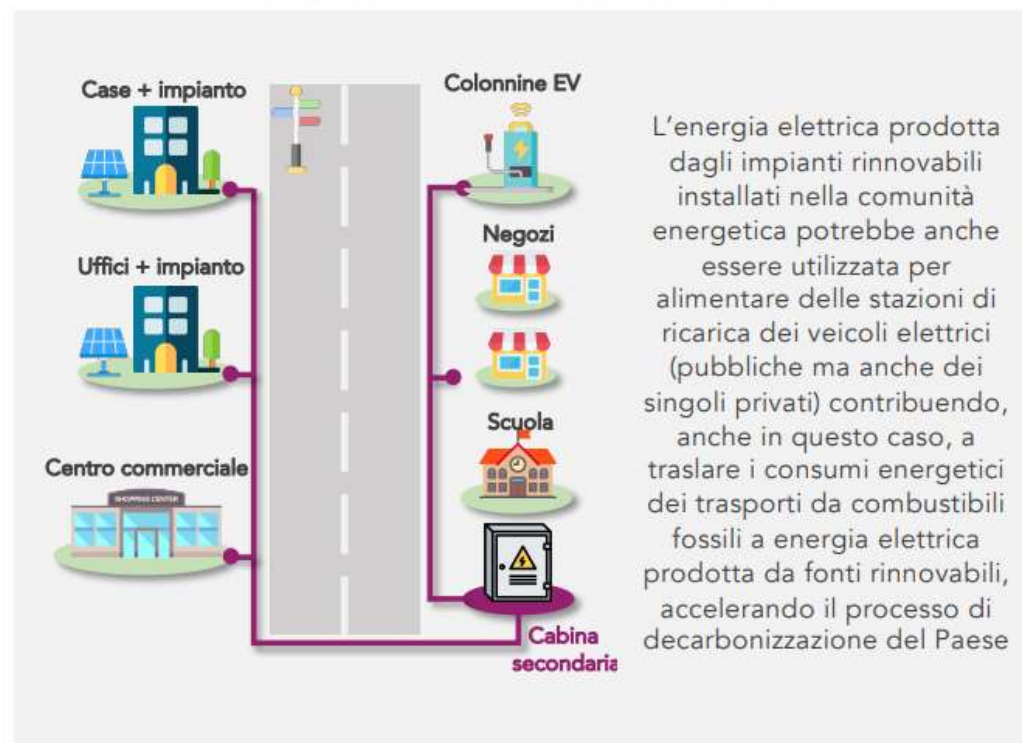 Case + impianto
Colonnine EV
Uffici + impianto
Negozi
Centro commerciale
SHOPPING CENTER
Scuola
Cabina
secondaria
L'energia elettrica prodotta
dagli impianti rinnovabili
installati nella comunità
energetica potrebbe anche
essere utilizzata per
alimentare delle stazioni di
ricarica dei veicoli elettrici
(pubbliche ma anche dei
singoli privati) contribuendo,
anche in questo caso, a
traslare i consumi energetici
dei trasporti da combustibili
fossili a energia elettrica
prodotta da fonti rinnovabili,
accelerando il processo di
decarbonizzazione del Paese